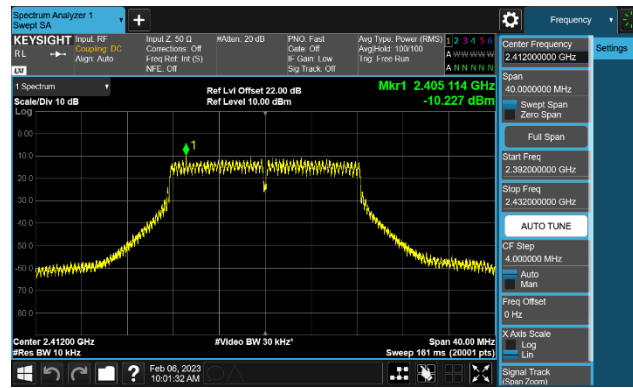 Spectrum Analyzer 1
Swept SA
Frequency
KEYSIGHT
RL
LXI
Input: RF
Coupling: DC
Align: Auto
Input Z: 50 Ω
Corrections: Off
Freq Ref: Int (S)
NFE: Off
#Atten: 20 dB
PNO: Fast
Gate: Off
IF Gain: Low
Sig Track: Off
Avg Type: Power (RMS)
Avg|Hold: 100/100
Trig: Free Run
1 2 3 4 5 6
A W W W W W
A N N N N N
1 Spectrum
Scale/Div 10 dB
Log
Ref Lvl Offset 22.00 dB
Ref Level 10.00 dBm
Mkr1 2.405 114 GHz
-10.227 dBm
1
0.00
-10.0
-20.0
-30.0
-40.0
-50.0
-60.0
-70.0
-80.0
Center 2.41200 GHz
#Res BW 10 kHz
#Video BW 30 kHz*
Span 40.00 MHz
Sweep 161 ms (20001 pts)
Feb 06, 2023
10:01:32 AM
Center Frequency
2.412000000 GHz
Span
40.0000000 MHz
Swept Span
Zero Span
Full Span
Start Freq
2.392000000 GHz
Stop Freq
2.432000000 GHz
AUTO TUNE
CF Step
4.000000 MHz
Auto
Man
Freq Offset
0 Hz
X Axis Scale
Log
Lin
Signal Track
(Span Zoom)
Settings